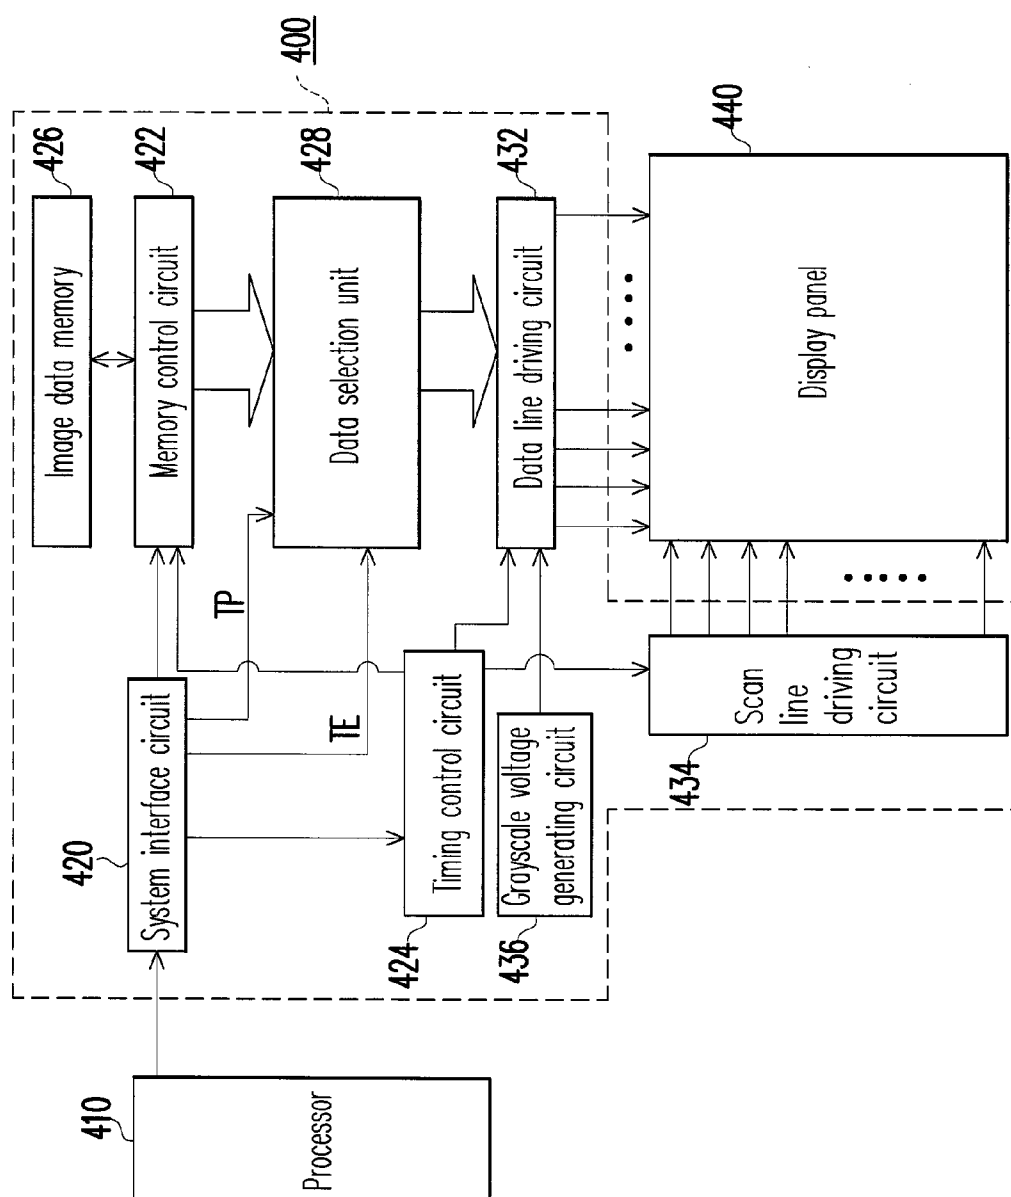 400
426
Image data memory
422
Memory control circuit
428
Data selection unit
432
Data line driving circuit
440
Display panel
TP
TE
420
System interface circuit
424
Timing control circuit
436
Grayscale voltage
generating circuit
434
Scan
line
driving
circuit
410
Processor